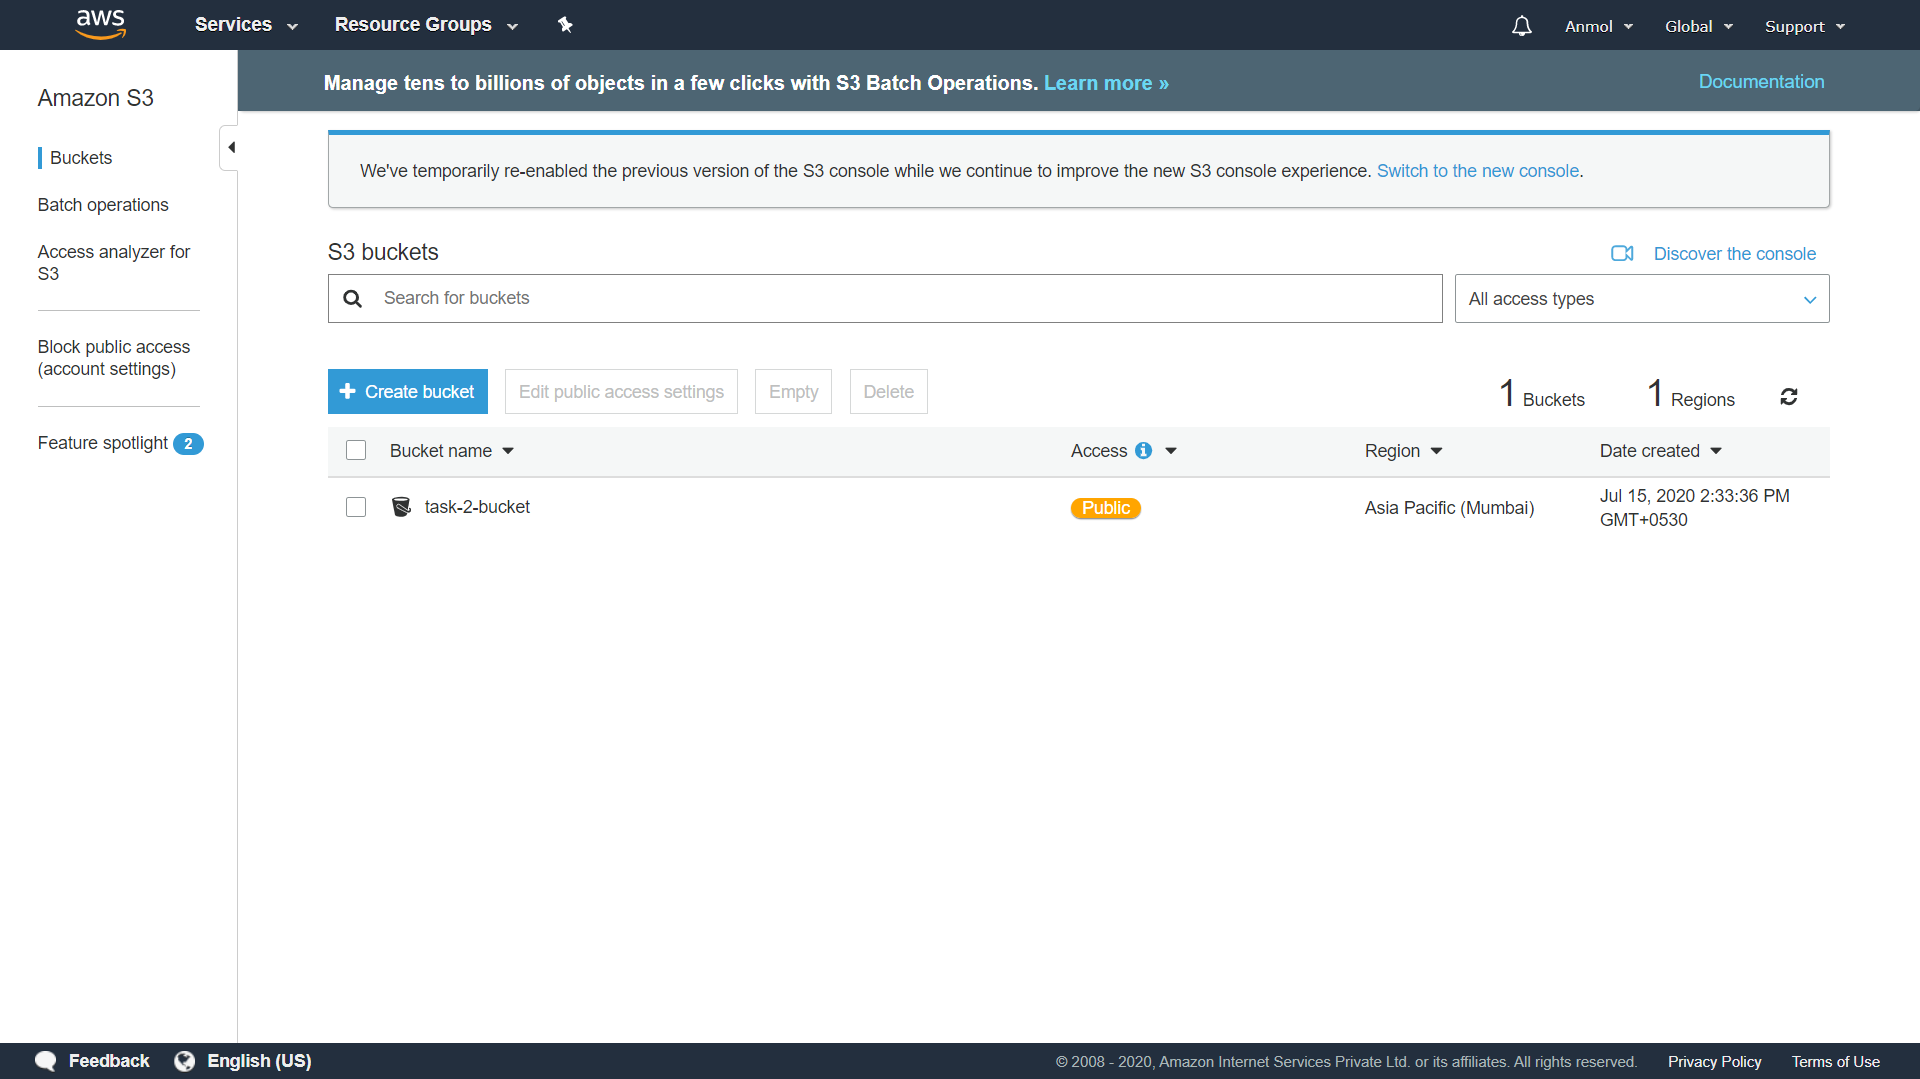 aws
Services
Resource Groups
Anmol
Global
Support
Amazon S3
Buckets
Batch operations
Access analyzer for
S3
Block public access
(account settings)
Feature spotlight 2
Manage tens to billions of objects in a few clicks with S3 Batch Operations. Learn more »
Documentation
We've temporarily re-enabled the previous version of the S3 console while we continue to improve the new S3 console experience. Switch to the new console.
S3 buckets
Discover the console
Search for buckets
All access types
Create bucket
Edit public access settings
Empty
Delete
1 Buckets
1 Regions
Bucket name
Access
Region
Date created
task-2-bucket
Public
Asia Pacific (Mumbai)
Jul 15, 2020 2:33:36 PM
GMT+0530
Feedback
English (US)
© 2008 - 2020, Amazon Internet Services Private Ltd. or its affiliates. All rights reserved.
Privacy Policy
Terms of Use